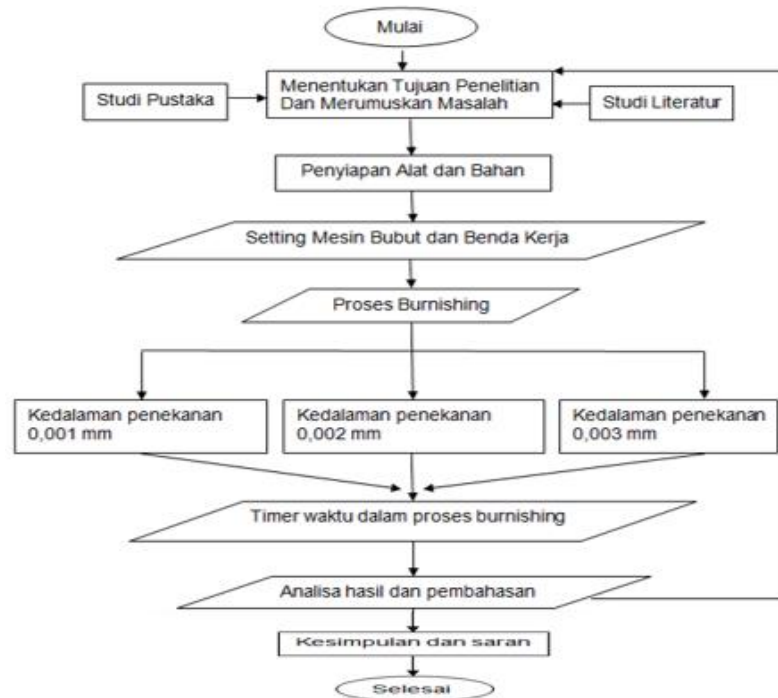 Mulai
Menentukan Tujuan Penelitian
Dan Merumuskan Masalah
Studi Pustaka
Studi Literatur
Penyiapan Alat dan Bahan
Setting Mesin Bubut dan Benda Kerja
Proses Burnishing
Kedalaman penekanan
0,001 mm
Kedalaman penekanan
0,002 mm
Kedalaman penekanan
0,003 mm
Timer waktu dalam proses burnishing
Analisa hasil dan pembahasan
Kesimpulan dan saran
Selesai